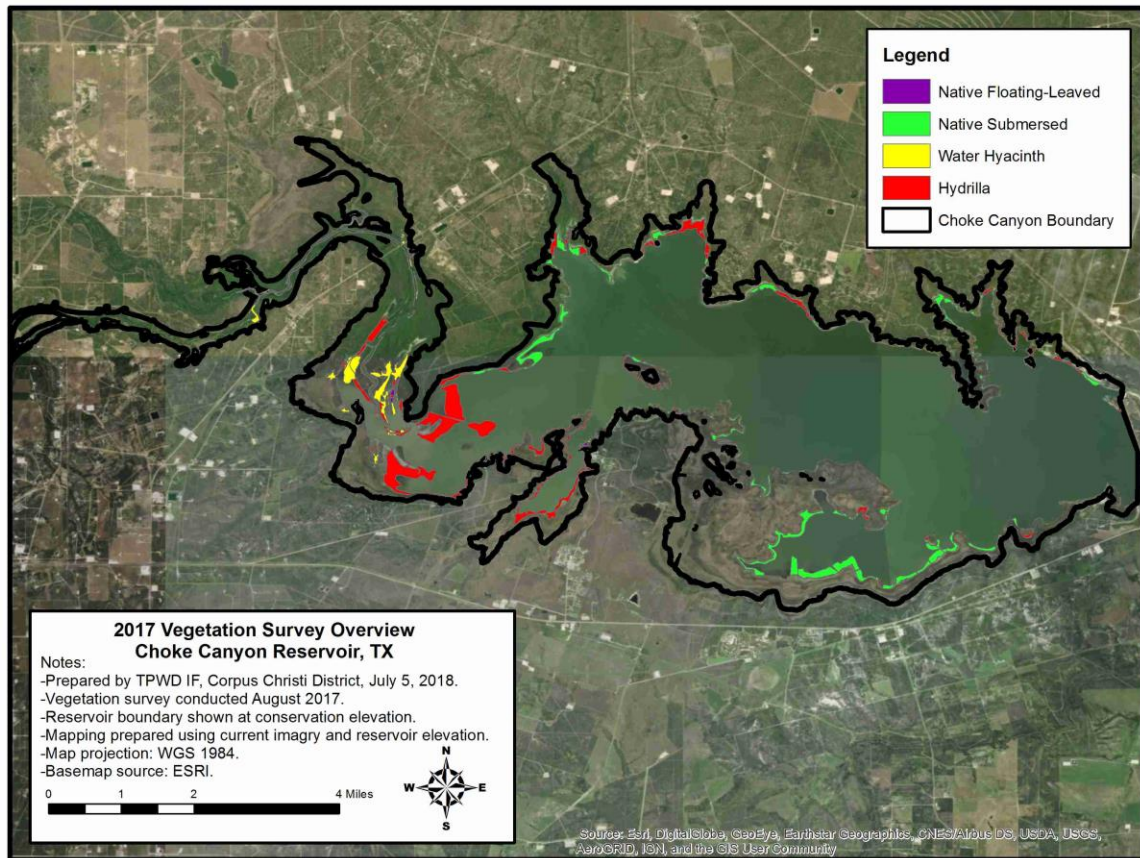 Legend
Native Floating-Leaved
Native Submersed
Water Hyacinth
Hydrilla
Choke Canyon Boundary
2017 Vegetation Survey Overview
Choke Canyon Reservoir, TX
Notes:
-Prepared by TPWD IF, Corpus Christi District, July 5, 2018.
-Vegetation survey conducted August 2017.
-Reservoir boundary shown at conservation elevation.
-Mapping prepared using current imagry and reservoir elevation.
-Map projection: WGS 1984.
-Basemap source: ESRI.
0 1 2 4 Miles
N
W E
S
Source: Esri, DigitalGlobe, GeoEye, Earthstar Geographics, CNES/Airbus DS, USDA, USGS,
AeroGRID, IGN, and the GIS User Community